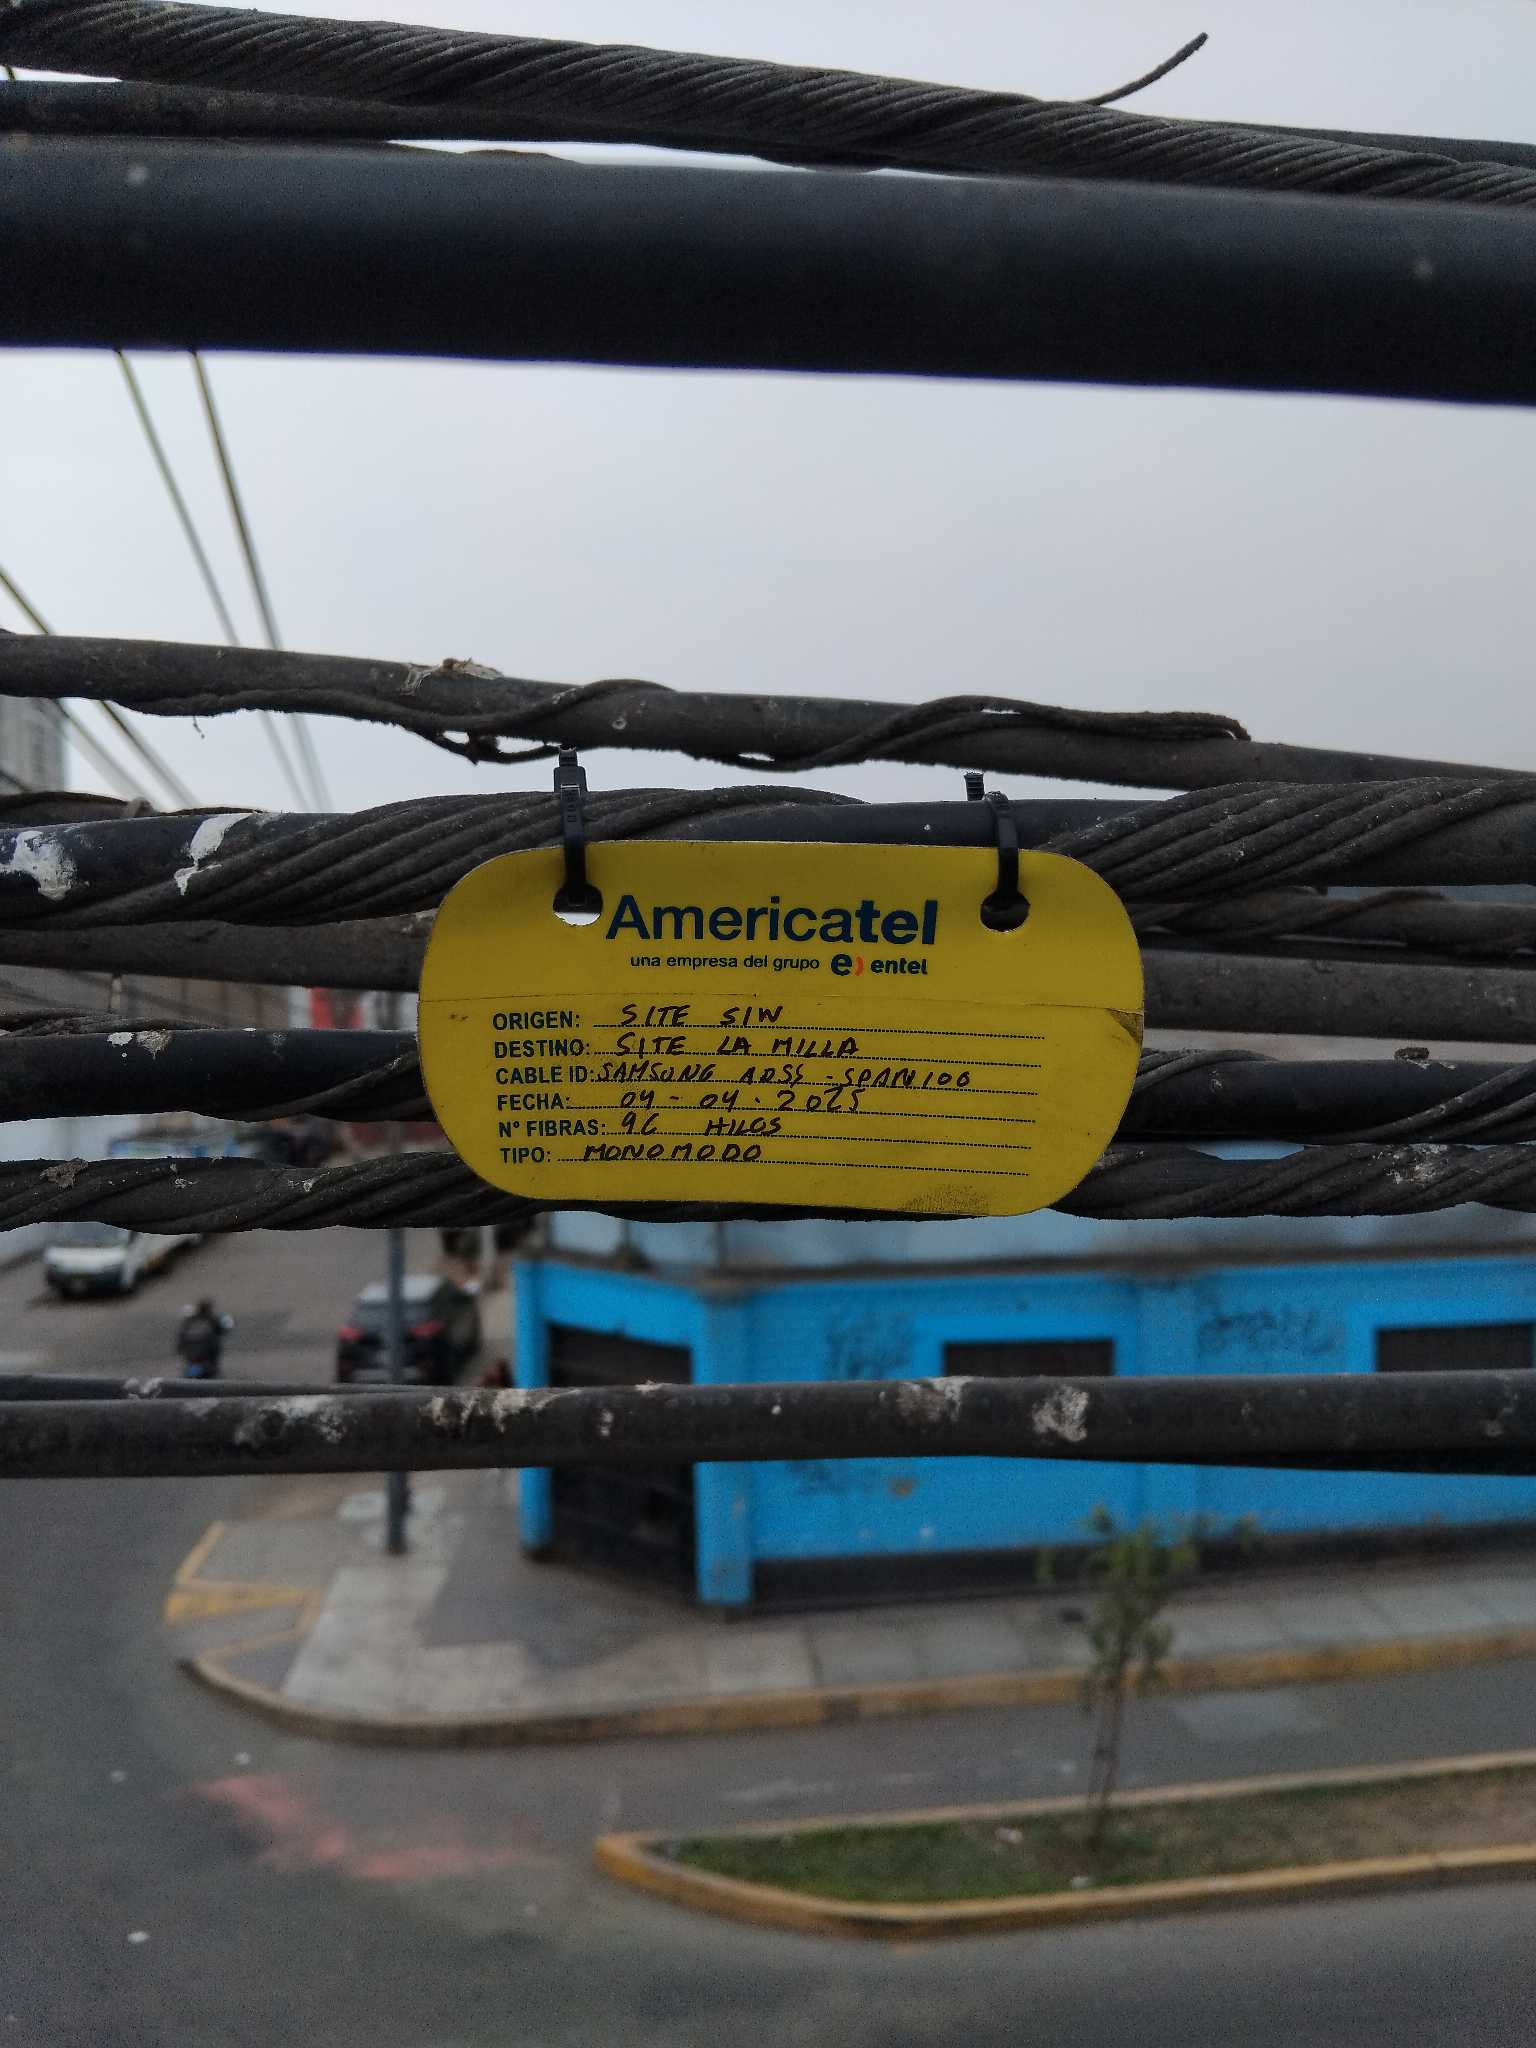 Americatel
una empresa del grupo e) entel
ORIGEN: SITE SIW
DESTINO: SITE LA MILLA
CABLE ID: SAMSUNG ADSS - SPAN 100
FECHA: 04 - 04 - 2025
N° FIBRAS: 96 HILOS
TIPO: MONOMODO